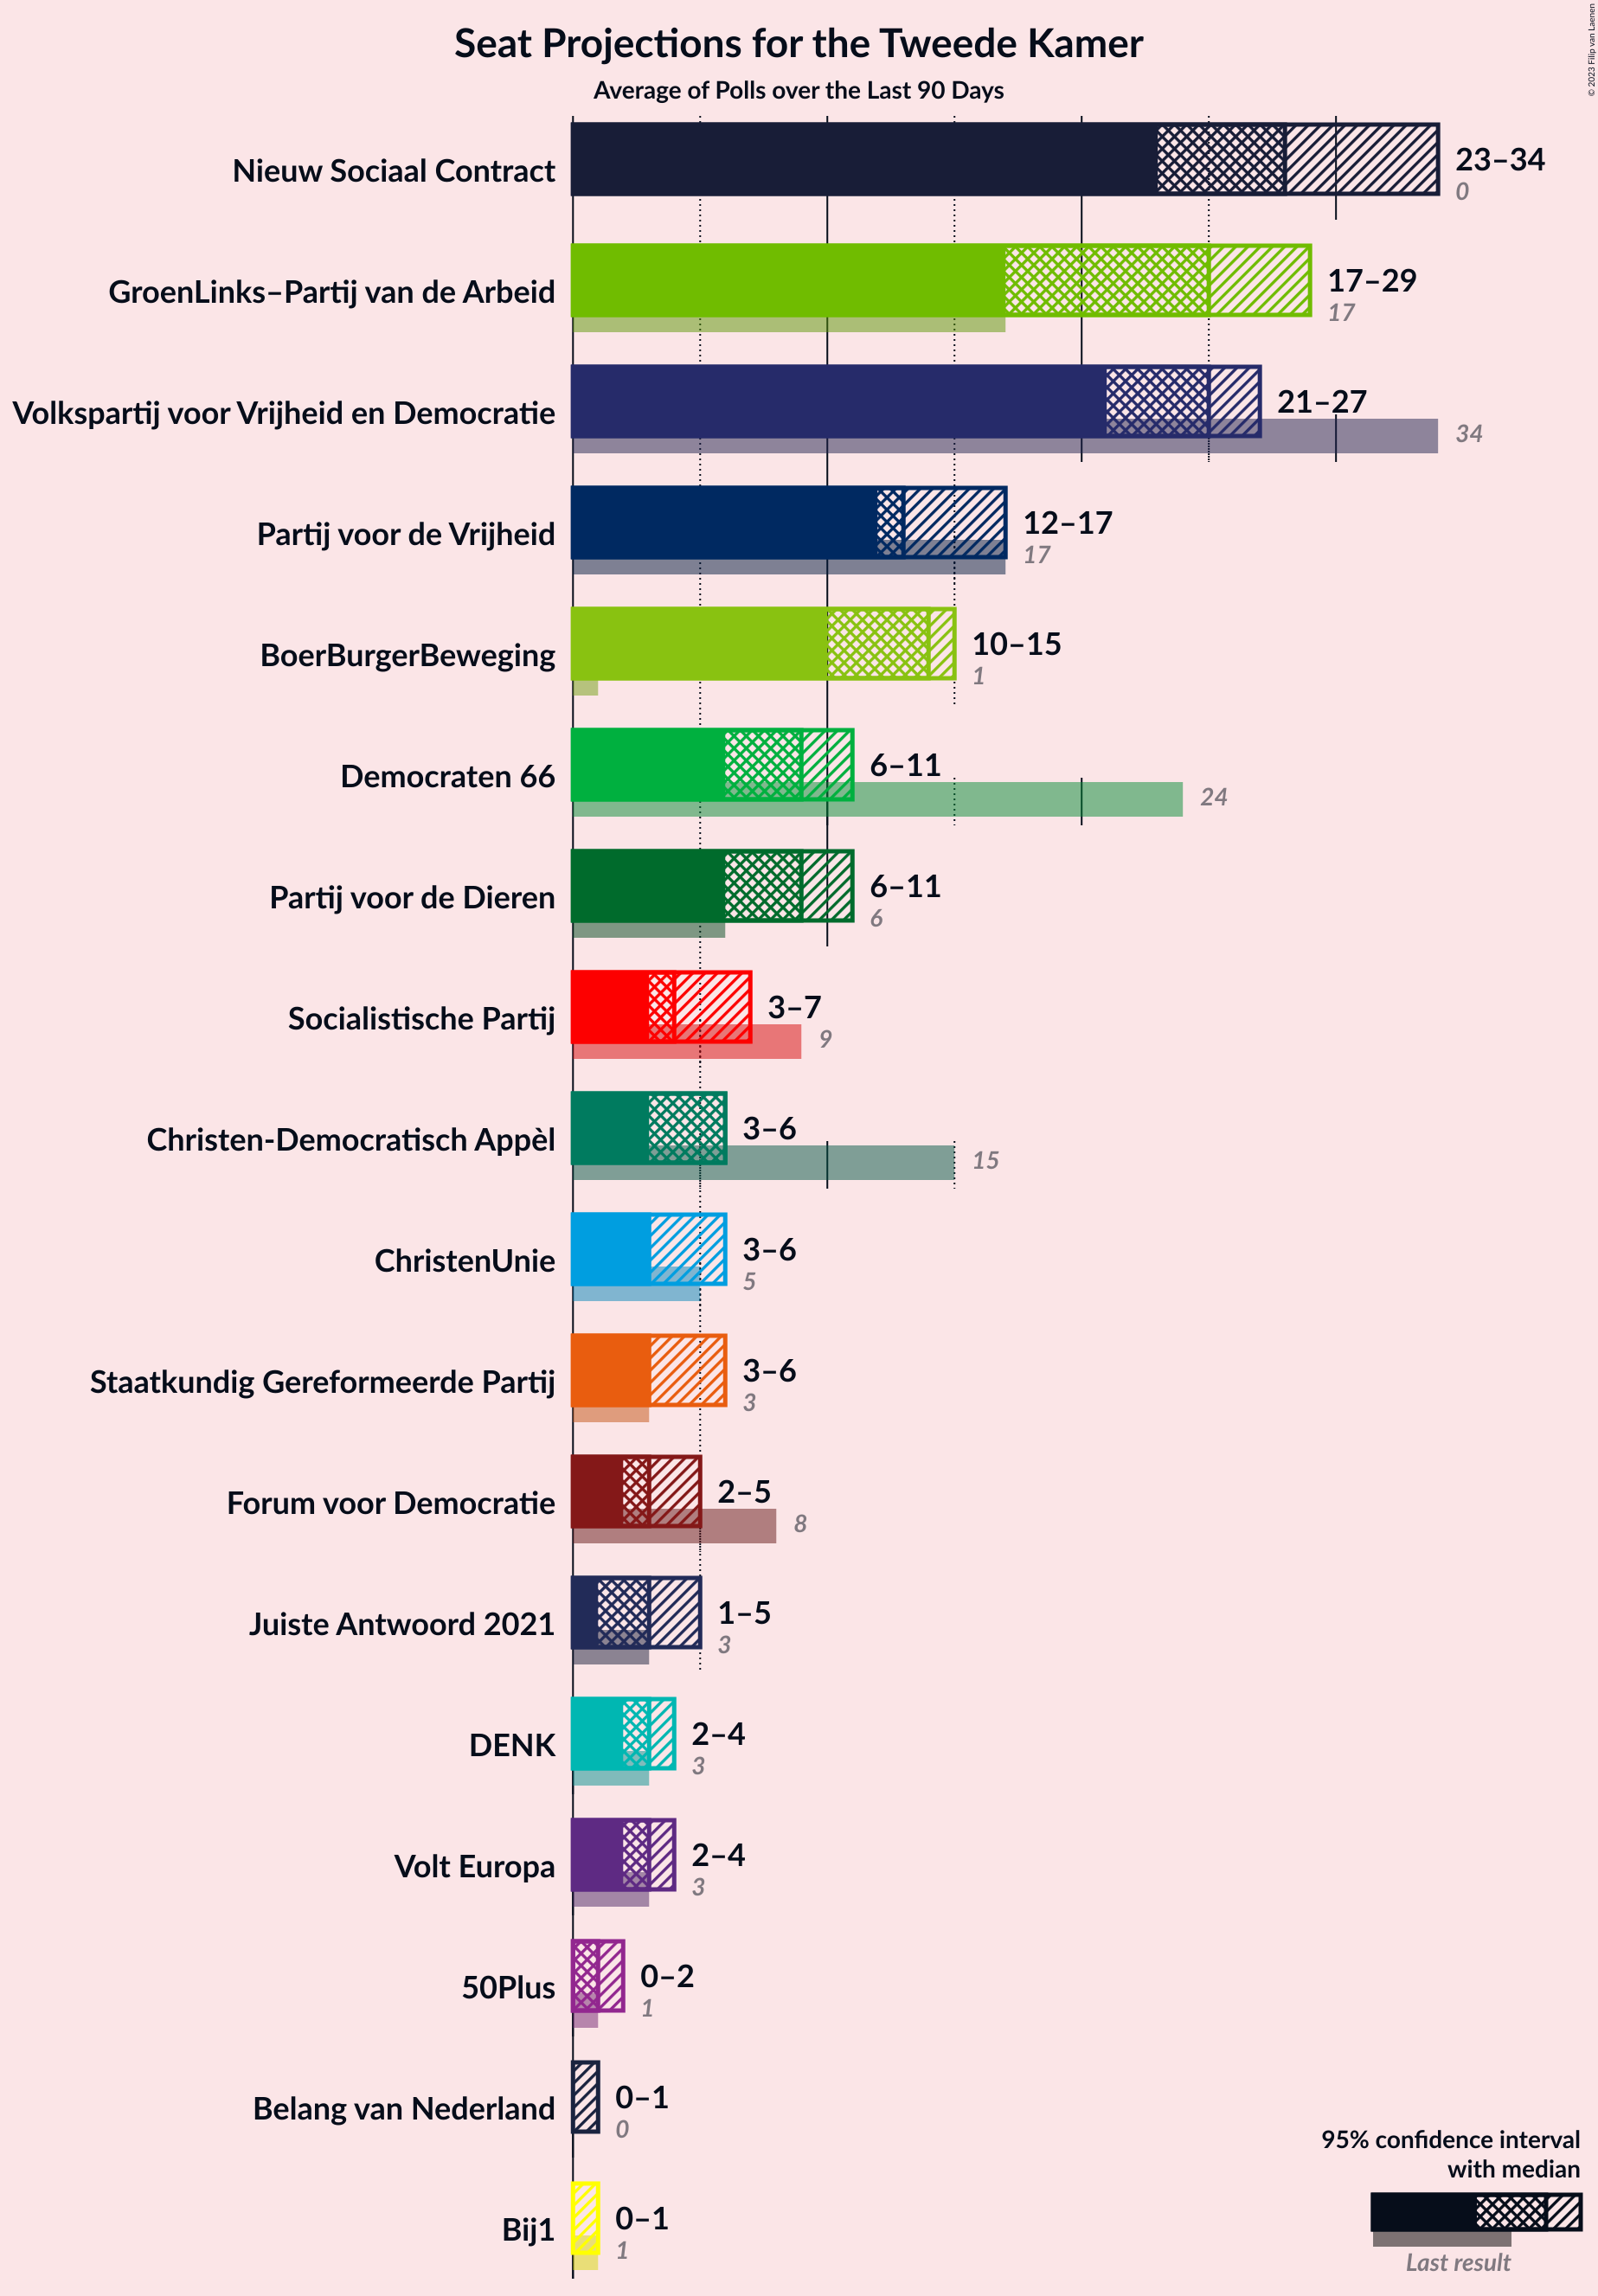 Seat Projections for the Tweede Kamer
Average of Polls over the Last 90 Days
© 2023 Filip van Laenen
Nieuw Sociaal Contract
23–34
0
GroenLinks–Partij van de Arbeid
17–29
17
Volkspartij voor Vrijheid en Democratie
21–27
34
Partij voor de Vrijheid
12–17
17
BoerBurgerBeweging
10–15
1
Democraten 66
6–11
24
Partij voor de Dieren
6–11
6
Socialistische Partij
3–7
9
Christen-Democratisch Appèl
3–6
15
ChristenUnie
3–6
5
Staatkundig Gereformeerde Partij
3–6
3
Forum voor Democratie
2–5
8
Juiste Antwoord 2021
1–5
3
DENK
2–4
3
Volt Europa
2–4
3
50Plus
0–2
1
Belang van Nederland
0–1
0
Bij1
0–1
1
95% confidence interval
with median
Last result